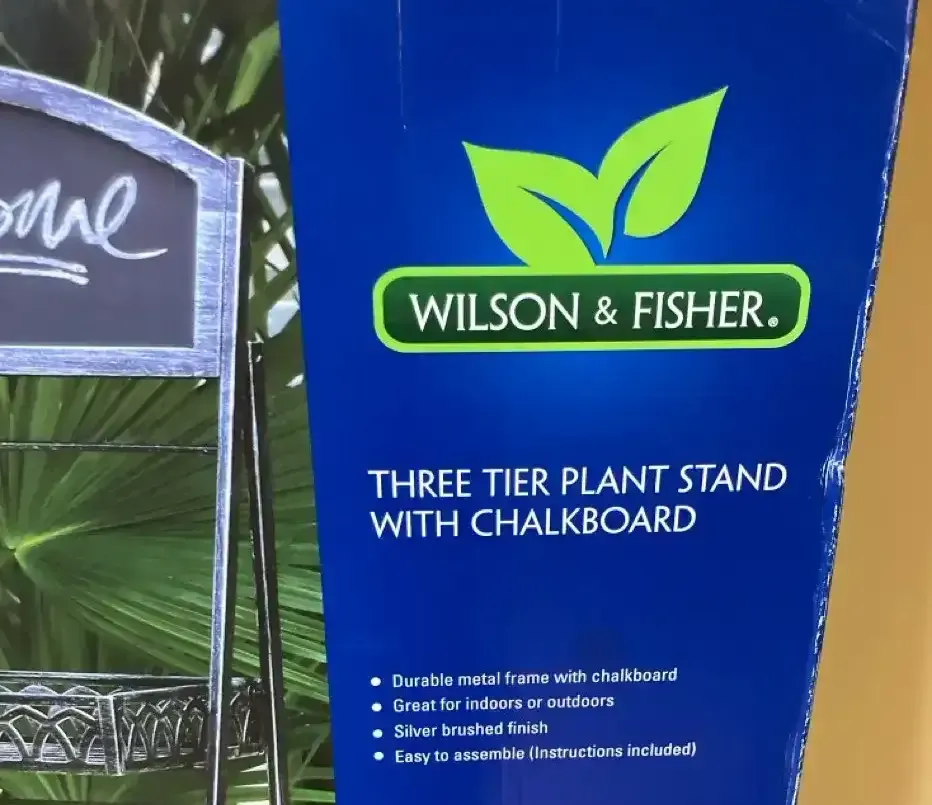 ome
WILSON & FISHER®
THREE TIER PLANT STAND
WITH CHALKBOARD
• Durable metal frame with chalkboard
• Great for indoors or outdoors
• Silver brushed finish
• Easy to assemble (Instructions included)